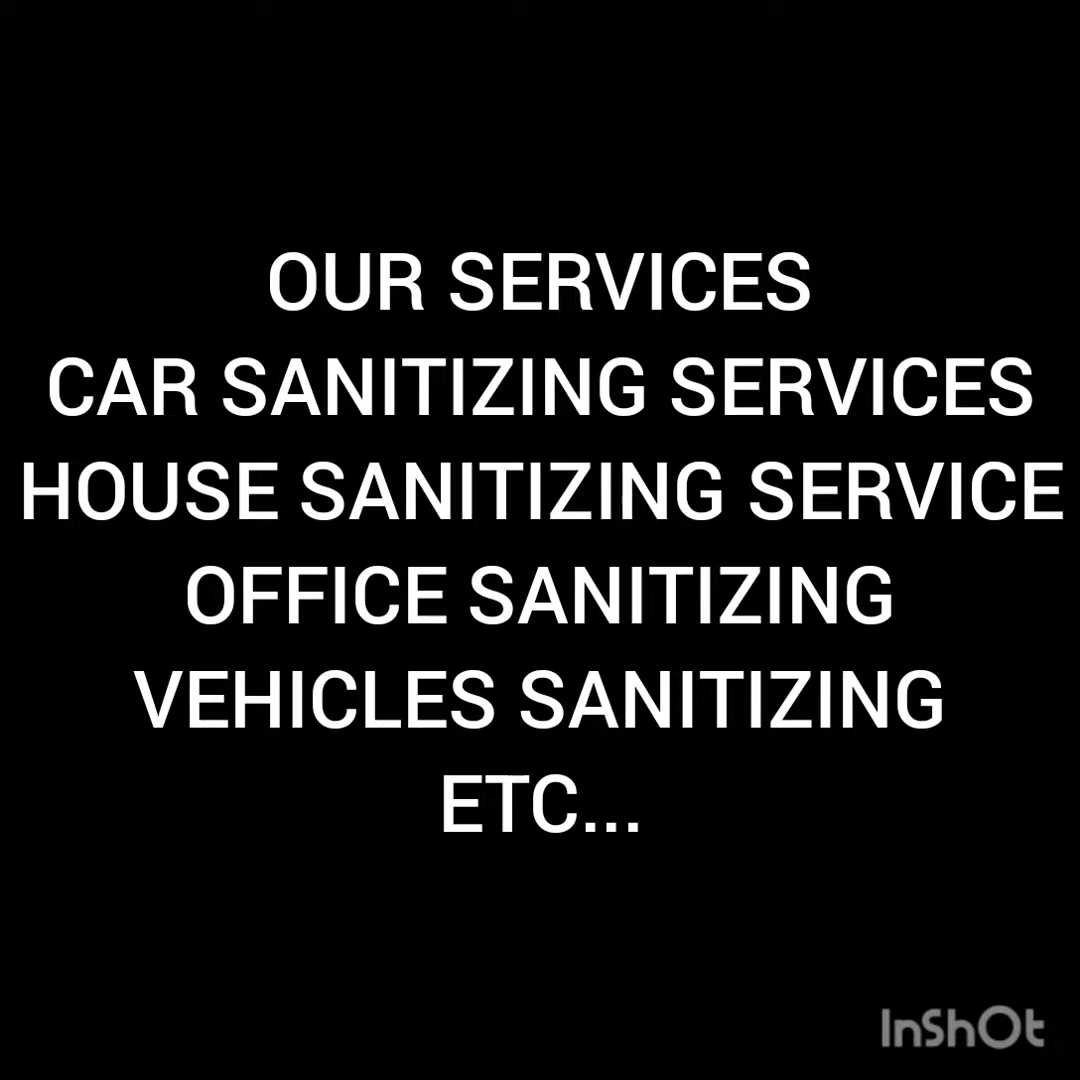 OUR SERVICES
CAR SANITIZING SERVICES
HOUSE SANITIZING SERVICE
OFFICE SANITIZING
VEHICLES SANITIZING
ETC...
InShOt